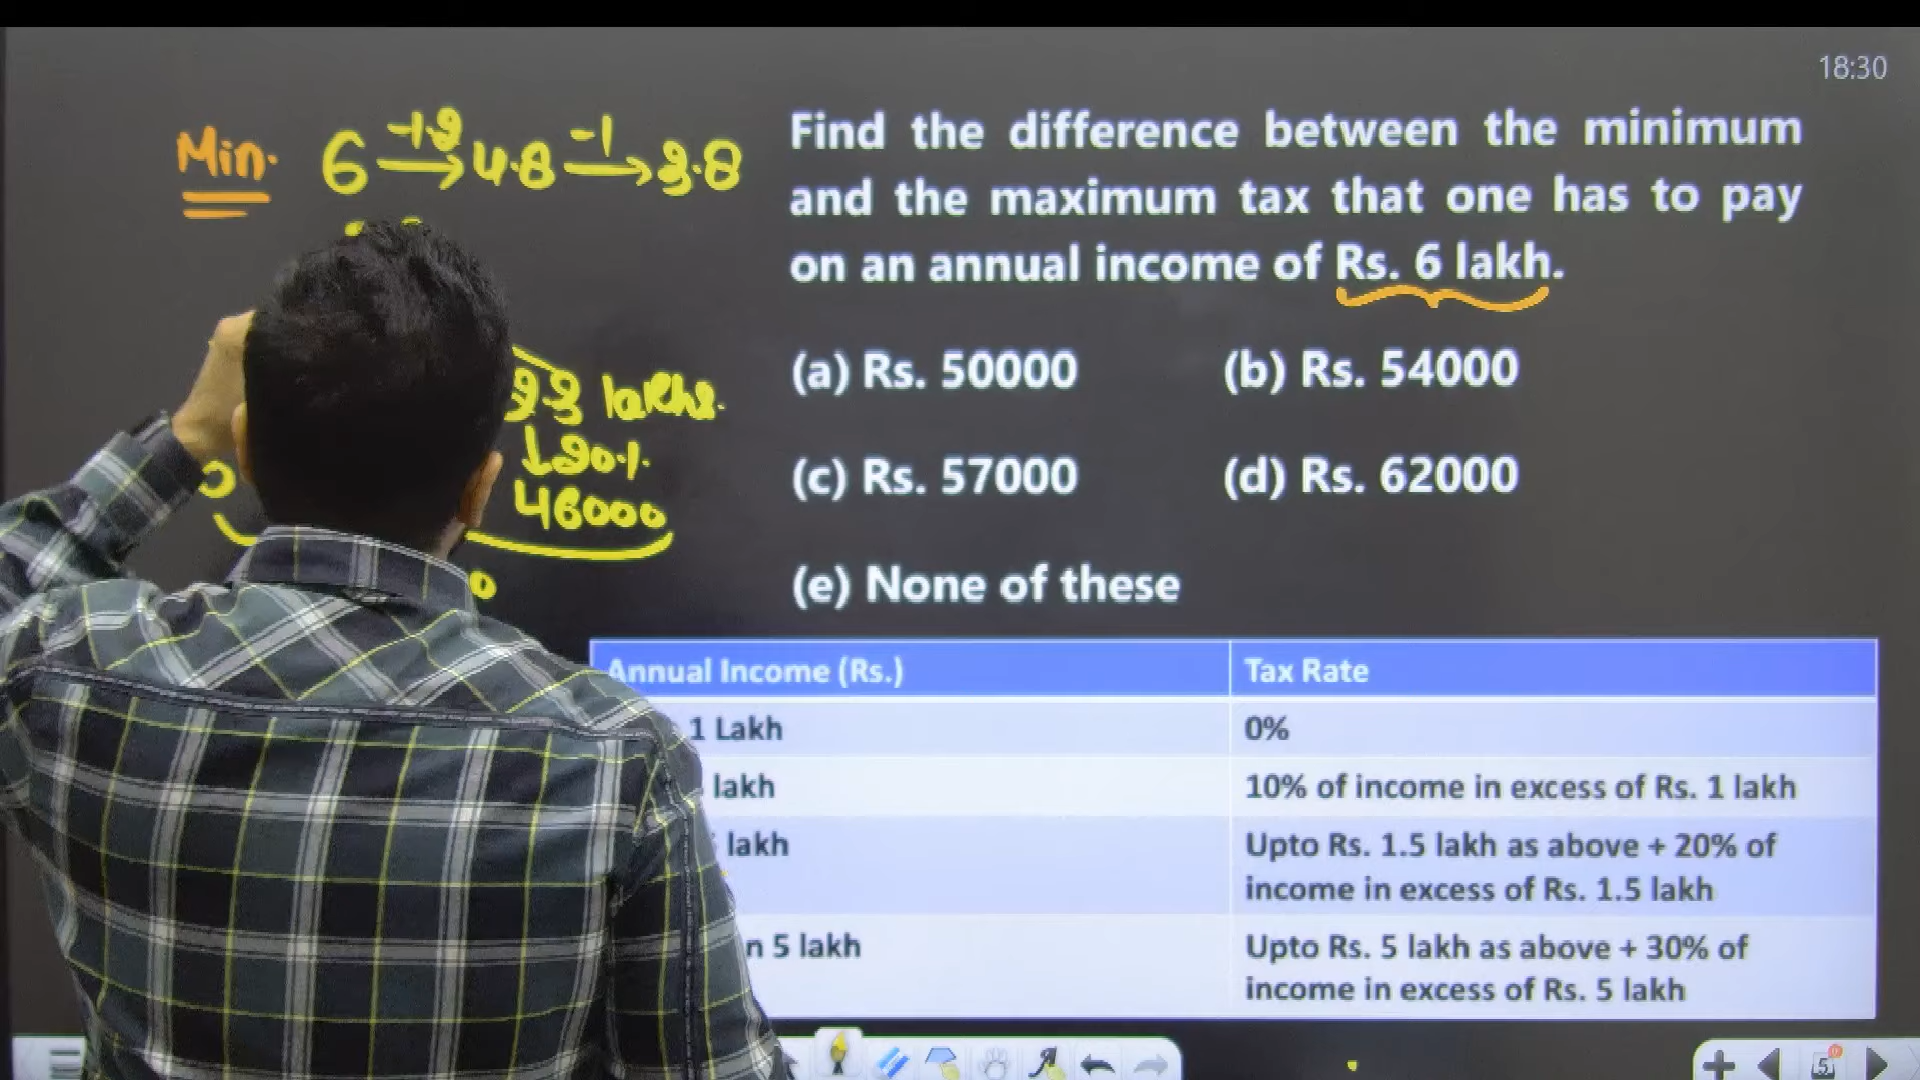 18:30
Min. 6 -1.2 → 4.8 -1 → 3.8
Find the difference between the minimum
and the maximum tax that one has to pay
on an annual income of Rs. 6 lakh.
(a) Rs. 50000 (b) Rs. 54000
(c) Rs. 57000 (d) Rs. 62000
(e) None of these
2.3 lakhs.
↓20%
46000
Annual Income (Rs.) Tax Rate
1 Lakh 0%
lakh 10% of income in excess of Rs. 1 lakh
lakh Upto Rs. 1.5 lakh as above + 20% of
income in excess of Rs. 1.5 lakh
n 5 lakh Upto Rs. 5 lakh as above + 30% of
income in excess of Rs. 5 lakh